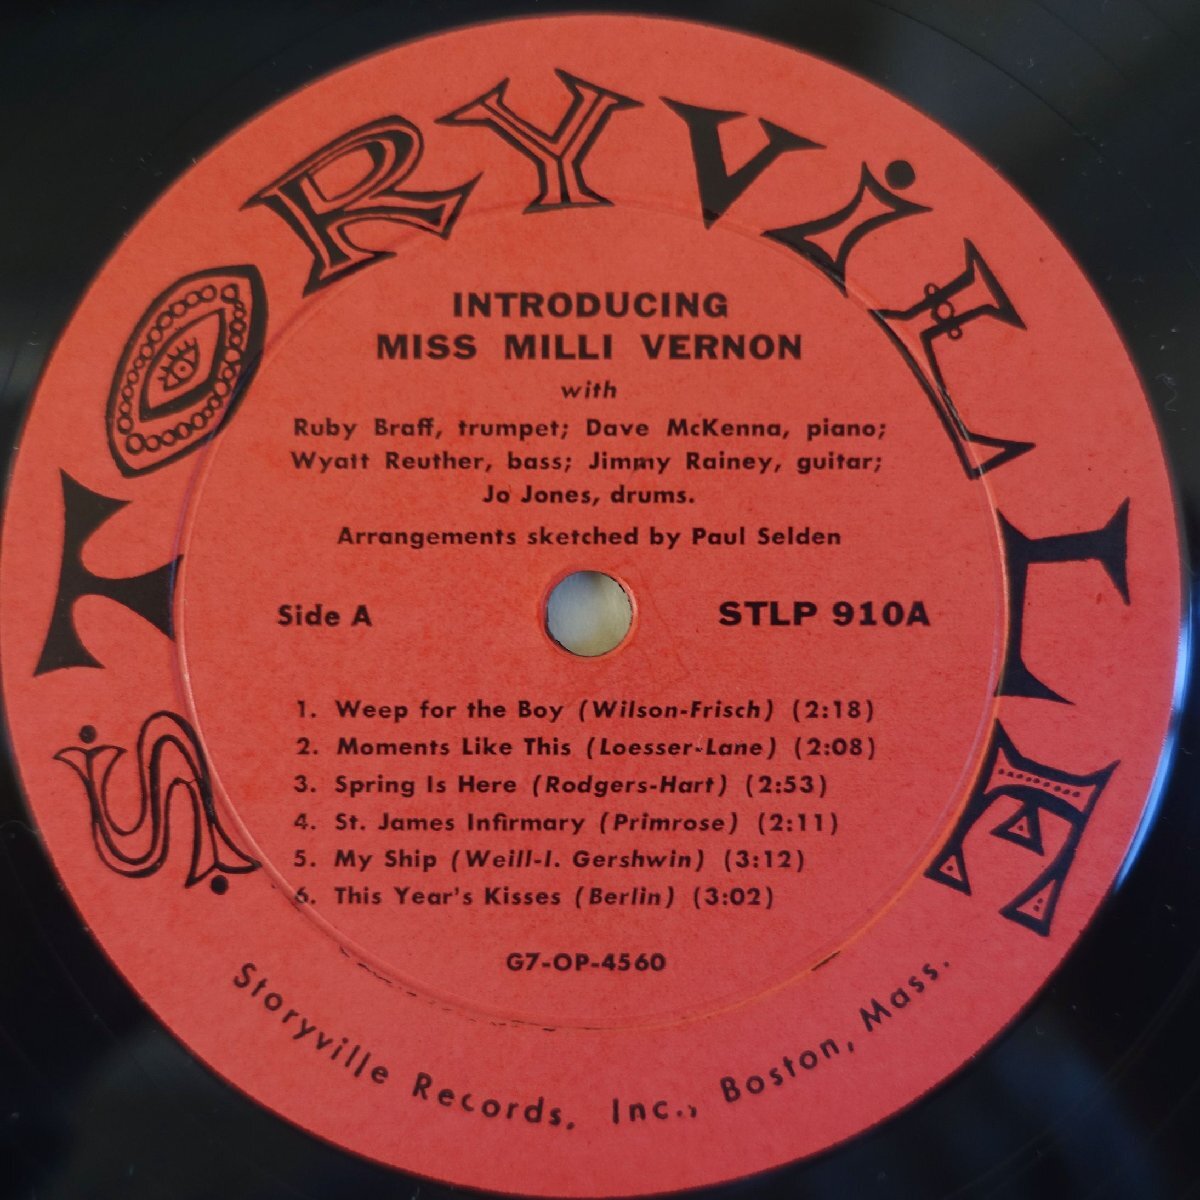 STORYViLLE
INTRODUCING
MISS MILLI VERNON
with
Ruby Braff, trumpet; Dave McKenna, piano;
Wyatt Reuther, bass; Jimmy Rainey, guitar;
Jo Jones, drums.
Arrangements sketched by Paul Selden
Side A STLP 910A
1. Weep for the Boy (Wilson-Frisch) (2:18)
2. Moments Like This (Loesser-Lane) (2:08)
3. Spring Is Here (Rodgers-Hart) (2:53)
4. St. James Infirmary (Primrose) (2:11)
5. My Ship (Weill-I. Gershwin) (3:12)
6. This Year's Kisses (Berlin) (3:02)
G7-OP-4560
Storyville Records, Inc., Boston, Mass.